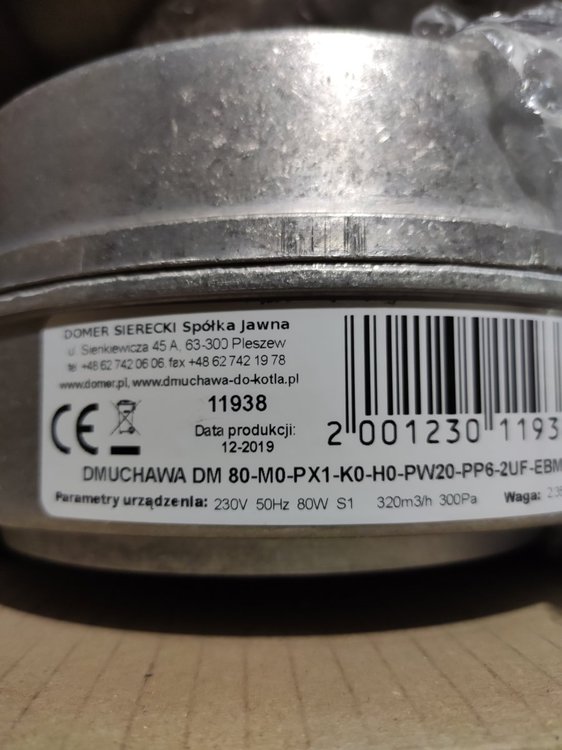 DOMER SIERECKI Spółka Jawna
ul. Sienkiewicza 45 A, 63-300 Pleszew
tel +48 62 742 06 06, fax +48 62 742 19 78
www.domer.pl, www.dmuchawa-do-kotla.pl
11938
Data produkcji:
12-2019
CE
2 001230 1193
DMUCHAWA DM 80-M0-PX1-K0-H0-PW20-PP6-2UF-EBM
Parametry urządzenia: 230V 50Hz 80W S1 320m3/h 300Pa Waga: